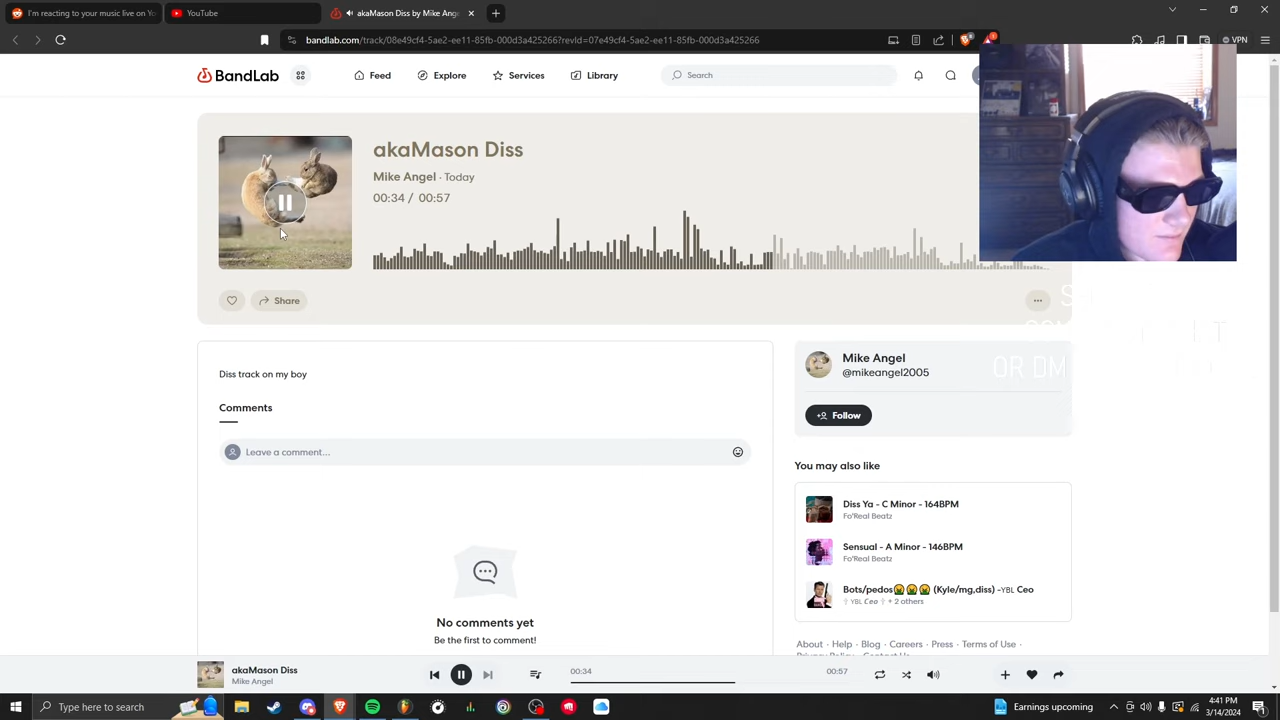 I'm reacting to your music live on Yo
YouTube
akaMason Diss by Mike Ange
bandlab.com/track/08e49cf4-5ae2-ee11-85fb-000d3a425266?revId=07e49cf4-5ae2-ee11-85fb-000d3a425266
VPN
BandLab
Feed
Explore
Services
Library
Search
akaMason Diss
Mike Angel · Today
00:34 / 00:57
Share
OR DM
Diss track on my boy
Comments
Leave a comment...
No comments yet
Be the first to comment!
Mike Angel
@mikeangel2005
Follow
You may also like
Diss Ya - C Minor - 164BPM
Fo'Real Beatz
Sensual - A Minor - 146BPM
Fo'Real Beatz
Bots/pedos🤮🤮🤮 (Kyle/mg,diss) -YBL Ceo
† YBL Ceo † + 2 others
About · Help · Blog · Careers · Press · Terms of Use ·
akaMason Diss
Mike Angel
00:34
00:57
Type here to search
Earnings upcoming
4:41 PM
3/14/2024